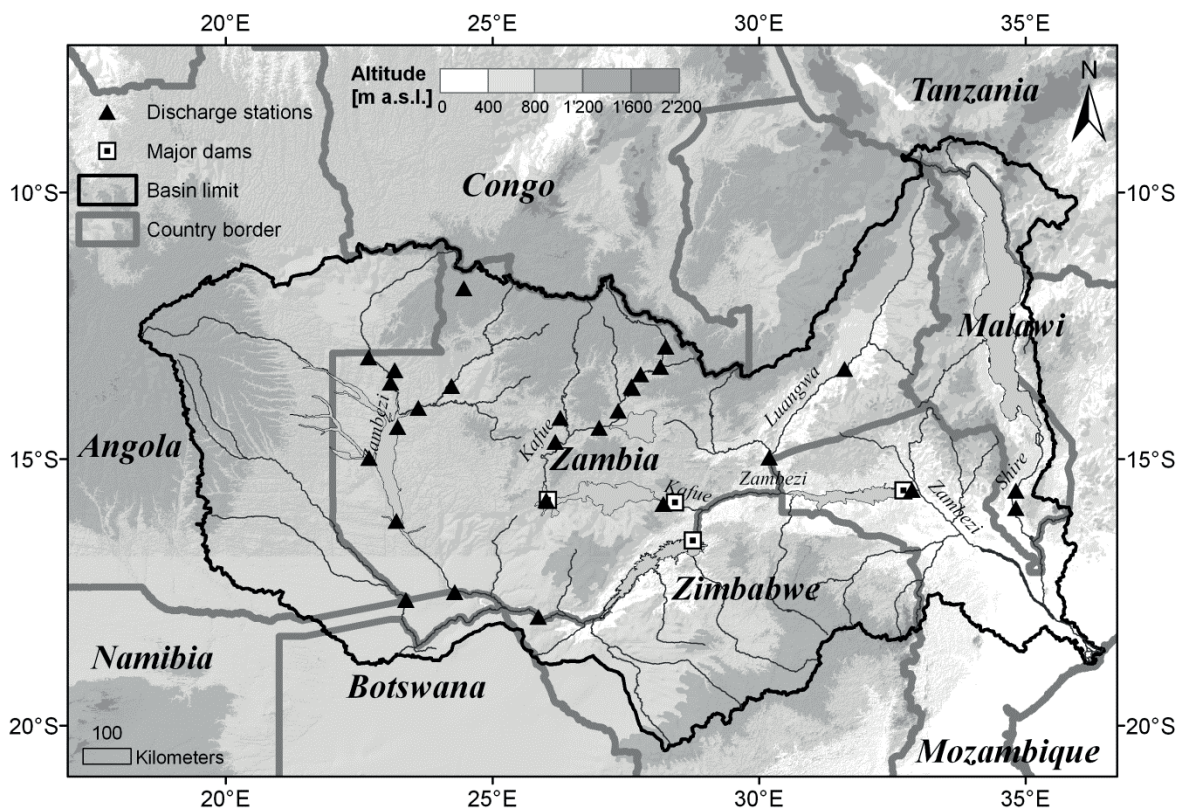 20°E 25°E 30°E 35°E
Altitude
[m a.s.l.]
0 400 800 1'200 1'600 2'200
N
Discharge stations
Major dams
Basin limit
Country border
Tanzania
Congo
10°S 10°S
Malawi
Luangwa
Zambezi
Kafue
Angola
Zambia
15°S 15°S
Zambezi
Kafue
Zambezi
Shire
Zimbabwe
Namibia
Botswana
20°S 20°S
100
Kilometers
Mozambique
20°E 25°E 30°E 35°E